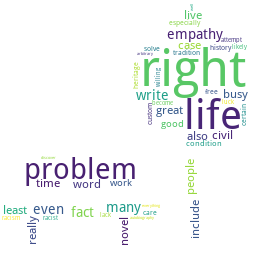 live
especially
empathy
attempt
solve
case
history
likely
tradition
arbitrary
right
heritage
willing
write
free
busy
custom
become
great
life
certain
good
also
civil
condition
problem
people
time
word
work
include
least
even
fact
many
novel
lack
care
racist
really